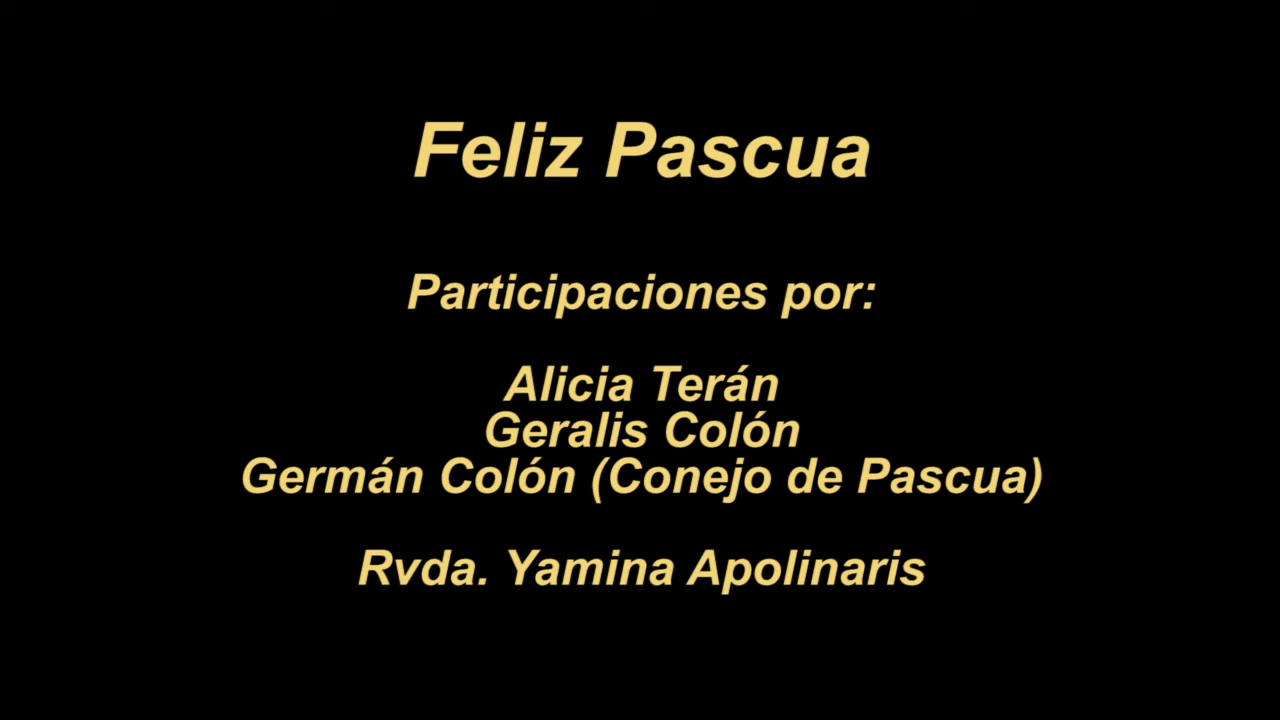 Feliz Pascua
Participaciones por:
Alicia Terán
Geralis Colón
Germán Colón (Conejo de Pascua)
Rvda. Yamina Apolinaris